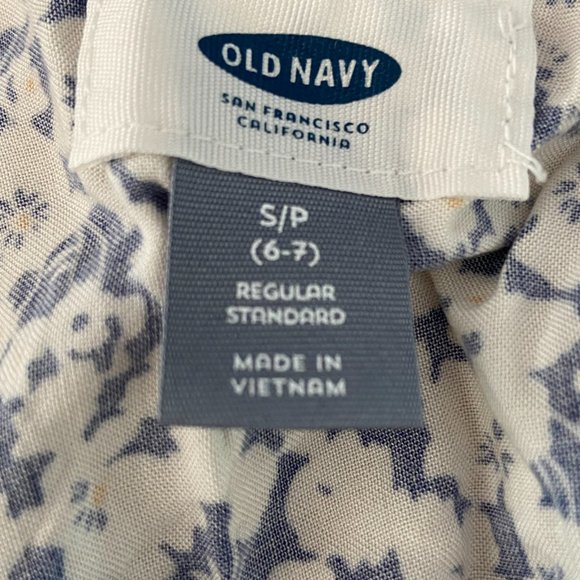 OLD NAVY
SAN FRANCISCO
CALIFORNIA
S/P
(6-7)
REGULAR
STANDARD
MADE IN
VIETNAM